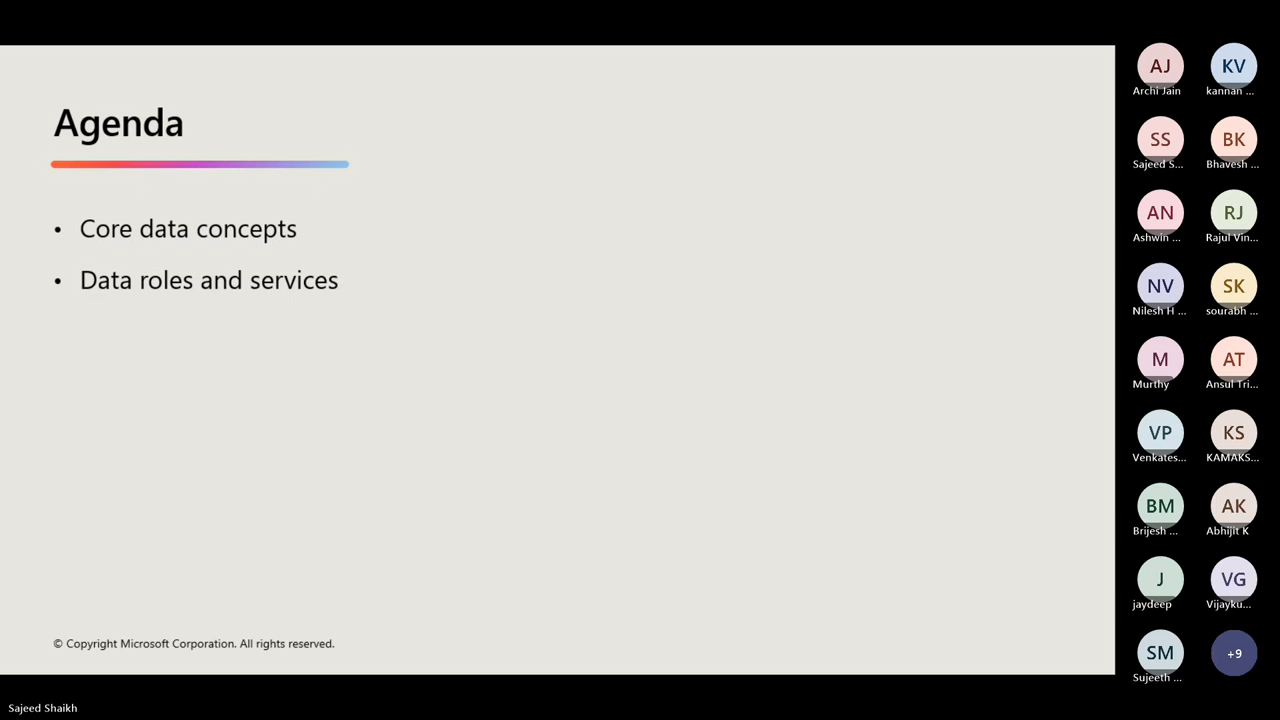 Agenda
• Core data concepts
• Data roles and services
© Copyright Microsoft Corporation. All rights reserved.
Sajeed Shaikh
AJ
Archi Jain
KV
kannan ...
SS
Sajeed S...
BK
Bhavesh ...
AN
Ashwin ...
RJ
Rajul Vin...
NV
Nilesh H ...
SK
sourabh ...
M
Murthy
AT
Ansul Tri...
VP
Venkates...
KS
KAMAKS...
BM
Brijesh ...
AK
Abhijit K
J
jaydeep
VG
Vijayku...
SM
Sujeeth ...
+9